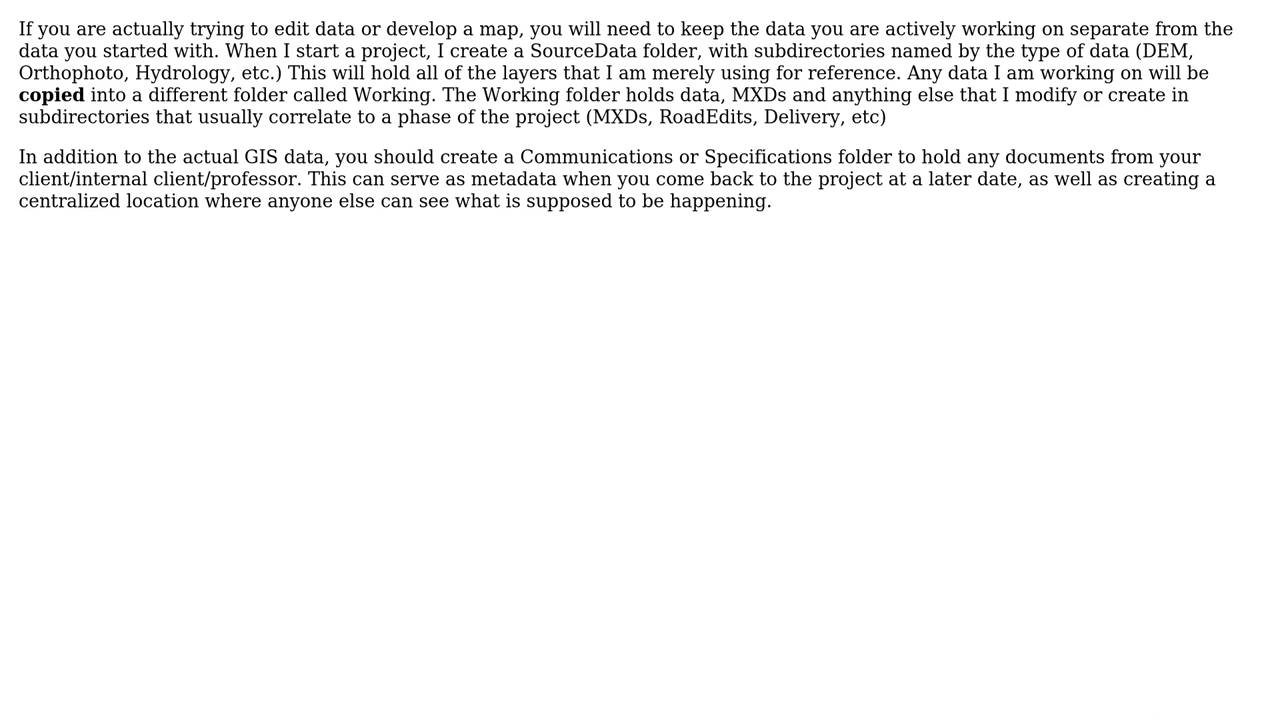 If you are actually trying to edit data or develop a map, you will need to keep the data you are actively working on separate from the
data you started with. When I start a project, I create a SourceData folder, with subdirectories named by the type of data (DEM,
Orthophoto, Hydrology, etc.) This will hold all of the layers that I am merely using for reference. Any data I am working on will be
copied into a different folder called Working. The Working folder holds data, MXDs and anything else that I modify or create in
subdirectories that usually correlate to a phase of the project (MXDs, RoadEdits, Delivery, etc)
In addition to the actual GIS data, you should create a Communications or Specifications folder to hold any documents from your
client/internal client/professor. This can serve as metadata when you come back to the project at a later date, as well as creating a
centralized location where anyone else can see what is supposed to be happening.